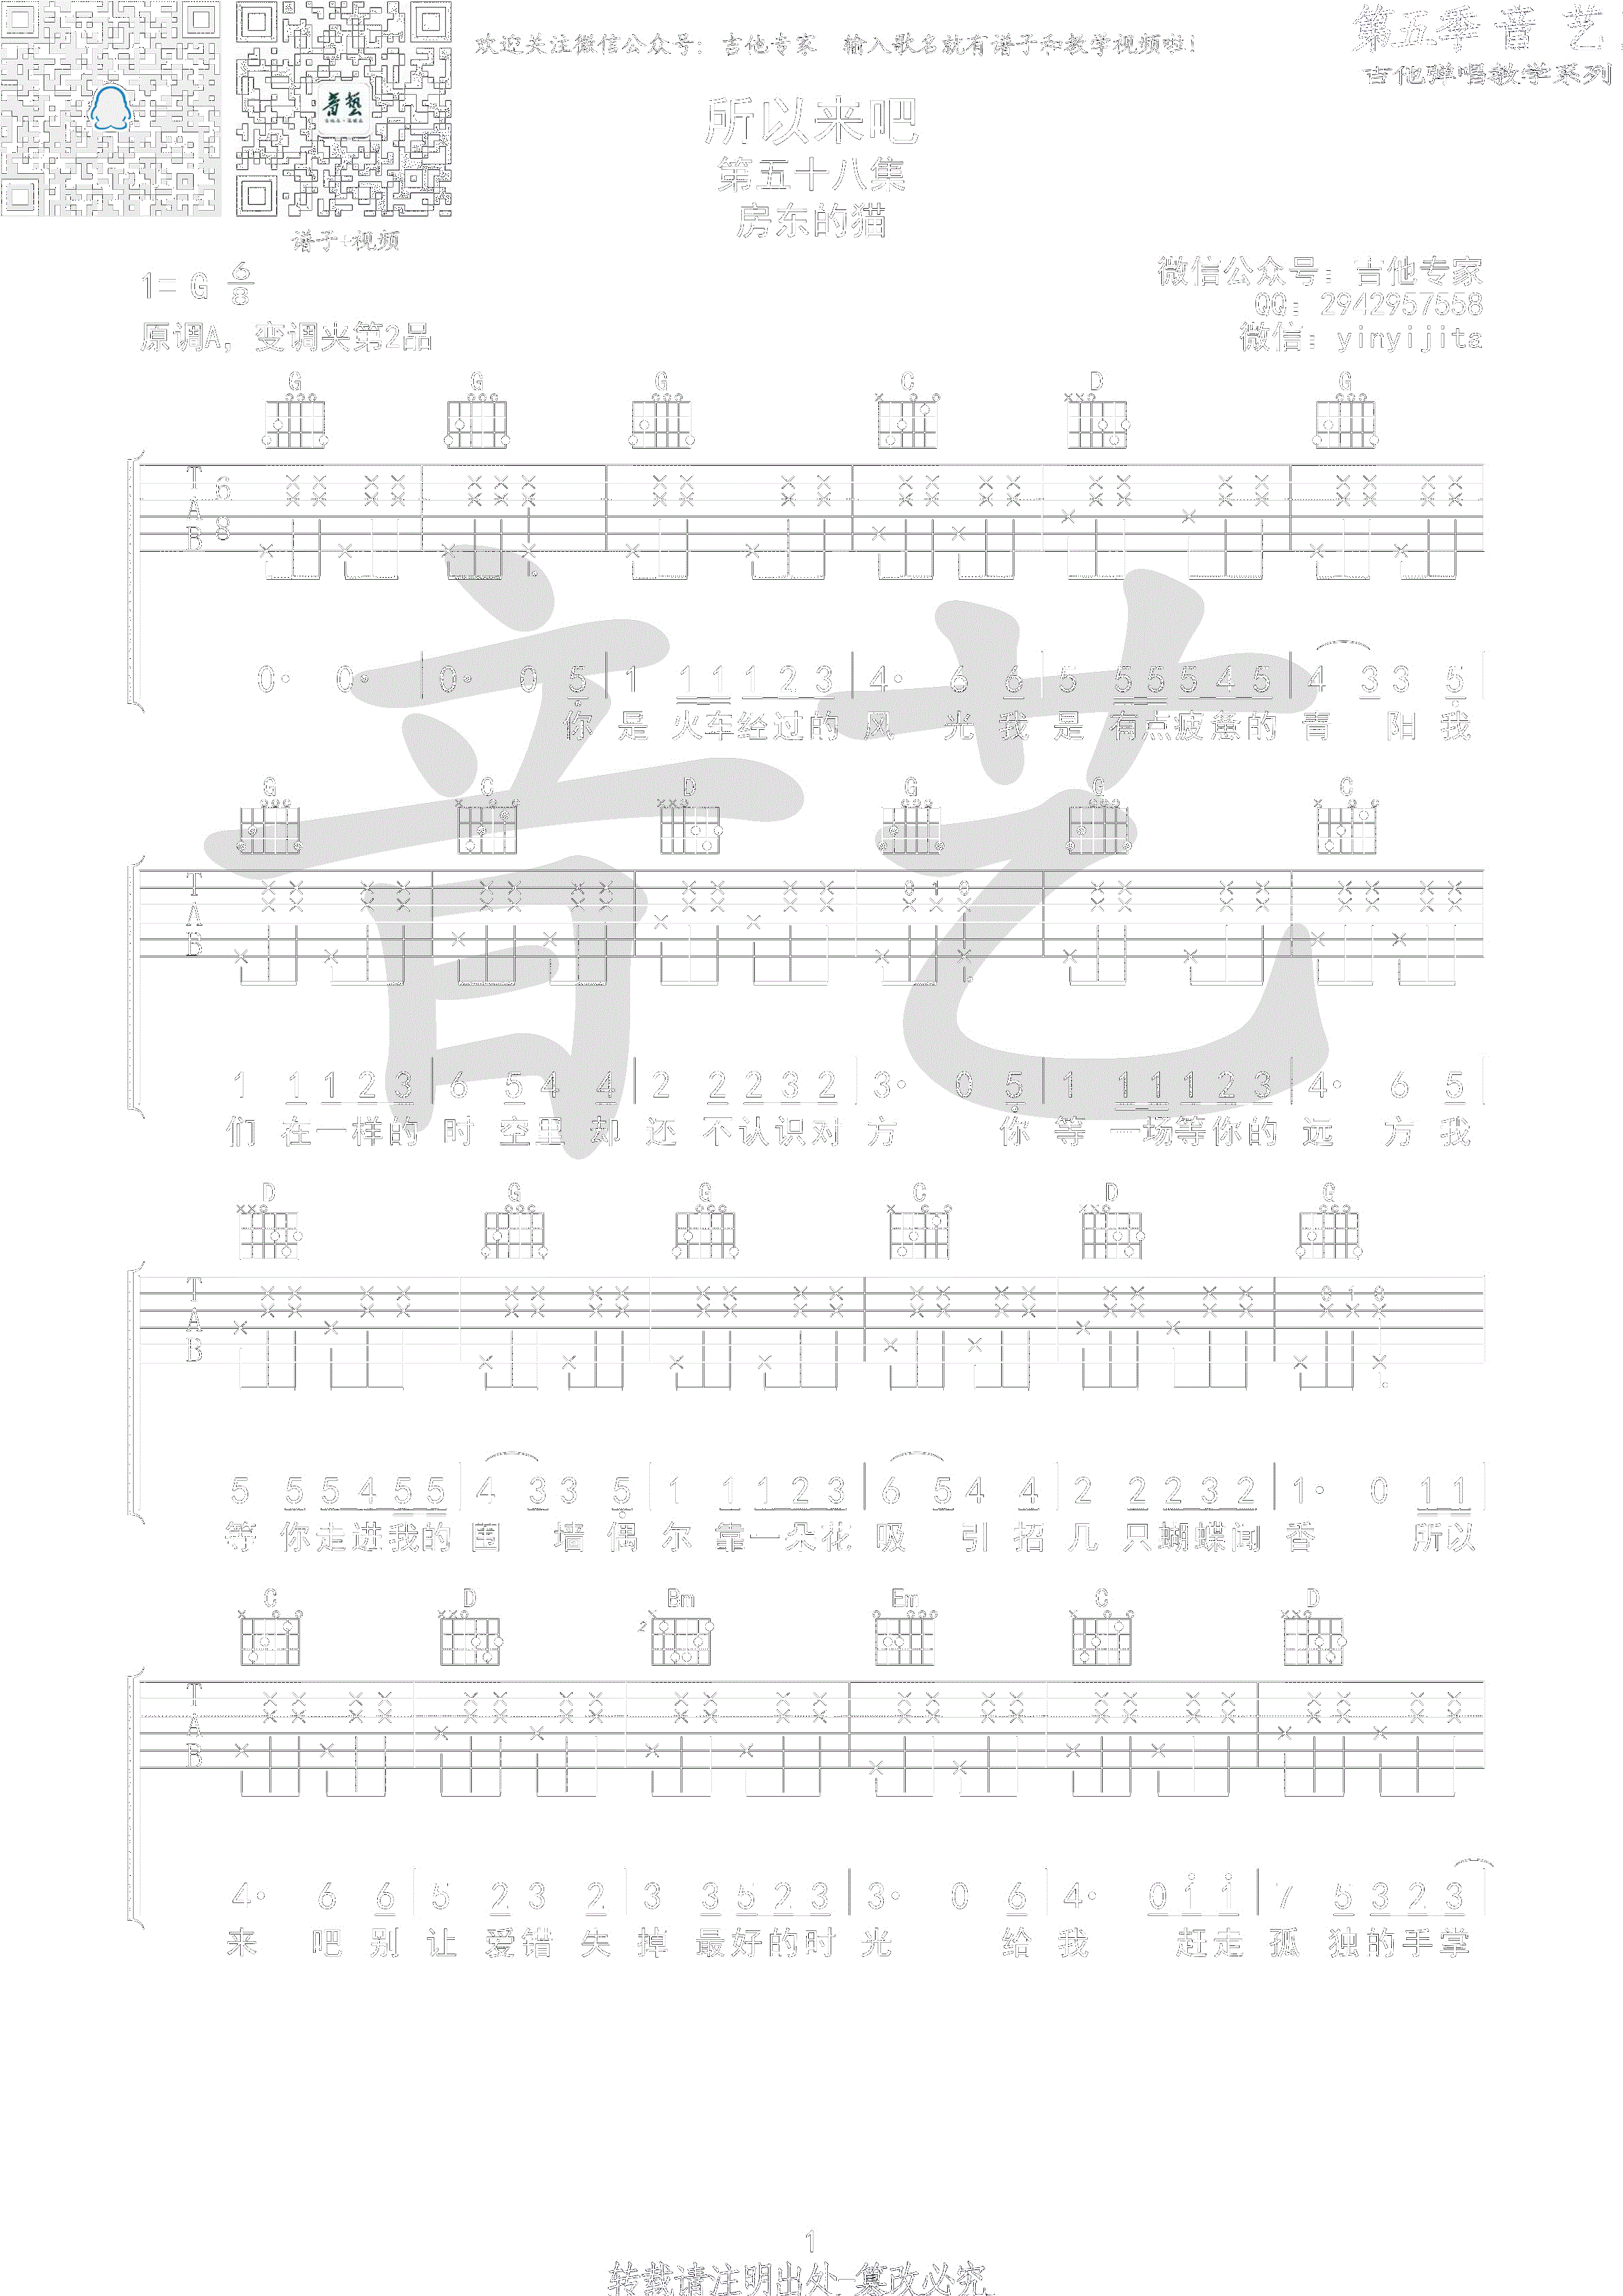 欢迎关注微信公众号：吉他专家 输入歌名就有谱子和教学视频啦！
第五季 音 艺
吉他弹唱教学系列
所以来吧
第五十八集
房东的猫
谱子+视频
1= G 6/8
原调A，变调夹第2品
微信公众号：吉他专家
QQ：2942957558
微信：yinyijita
G G G C D G
T A B 6 8
0· 0· | 0· 0 5 | 1 1 1 1 2 3 | 4· 6 6 | 5 5 5 5 4 5 | 4 3 3 5
你 是 火车经过的 风 光 我 是 有点疲惫的 青 阳 我
G C D G G C
T A B 0 1 0
1 1 1 2 3 | 6 5 4 4 | 2 2 2 3 2 | 3· 0 5 | 1 1 1 1 2 3 | 4· 6 5
们 在一样的 时 空里 却 还 不认识对 方 你 等 一场等你的 远 方 我
D G G C D G
T A B 0 1 0
5 5 5 4 5 5 | 4 3 3 5 | 1 1 1 2 3 | 6 5 4 4 | 2 2 2 3 2 | 1· 0 1 1
等 你走进我的 围 墙 偶 尔 靠一朵花 吸 引 招 几 只蝴蝶闻 香 所以
C D Bm Em C D
2
T A B
4· 6 6 | 5 2 3 2 | 3 3 5 2 3 | 3· 0 6 | 4· 0 i i | 7 5 3 2 3
来 吧 别 让 爱错 失 掉 最好的时 光 给 我 赶走 孤 独的手掌
1
转载请注明出处—篡改必究
音艺